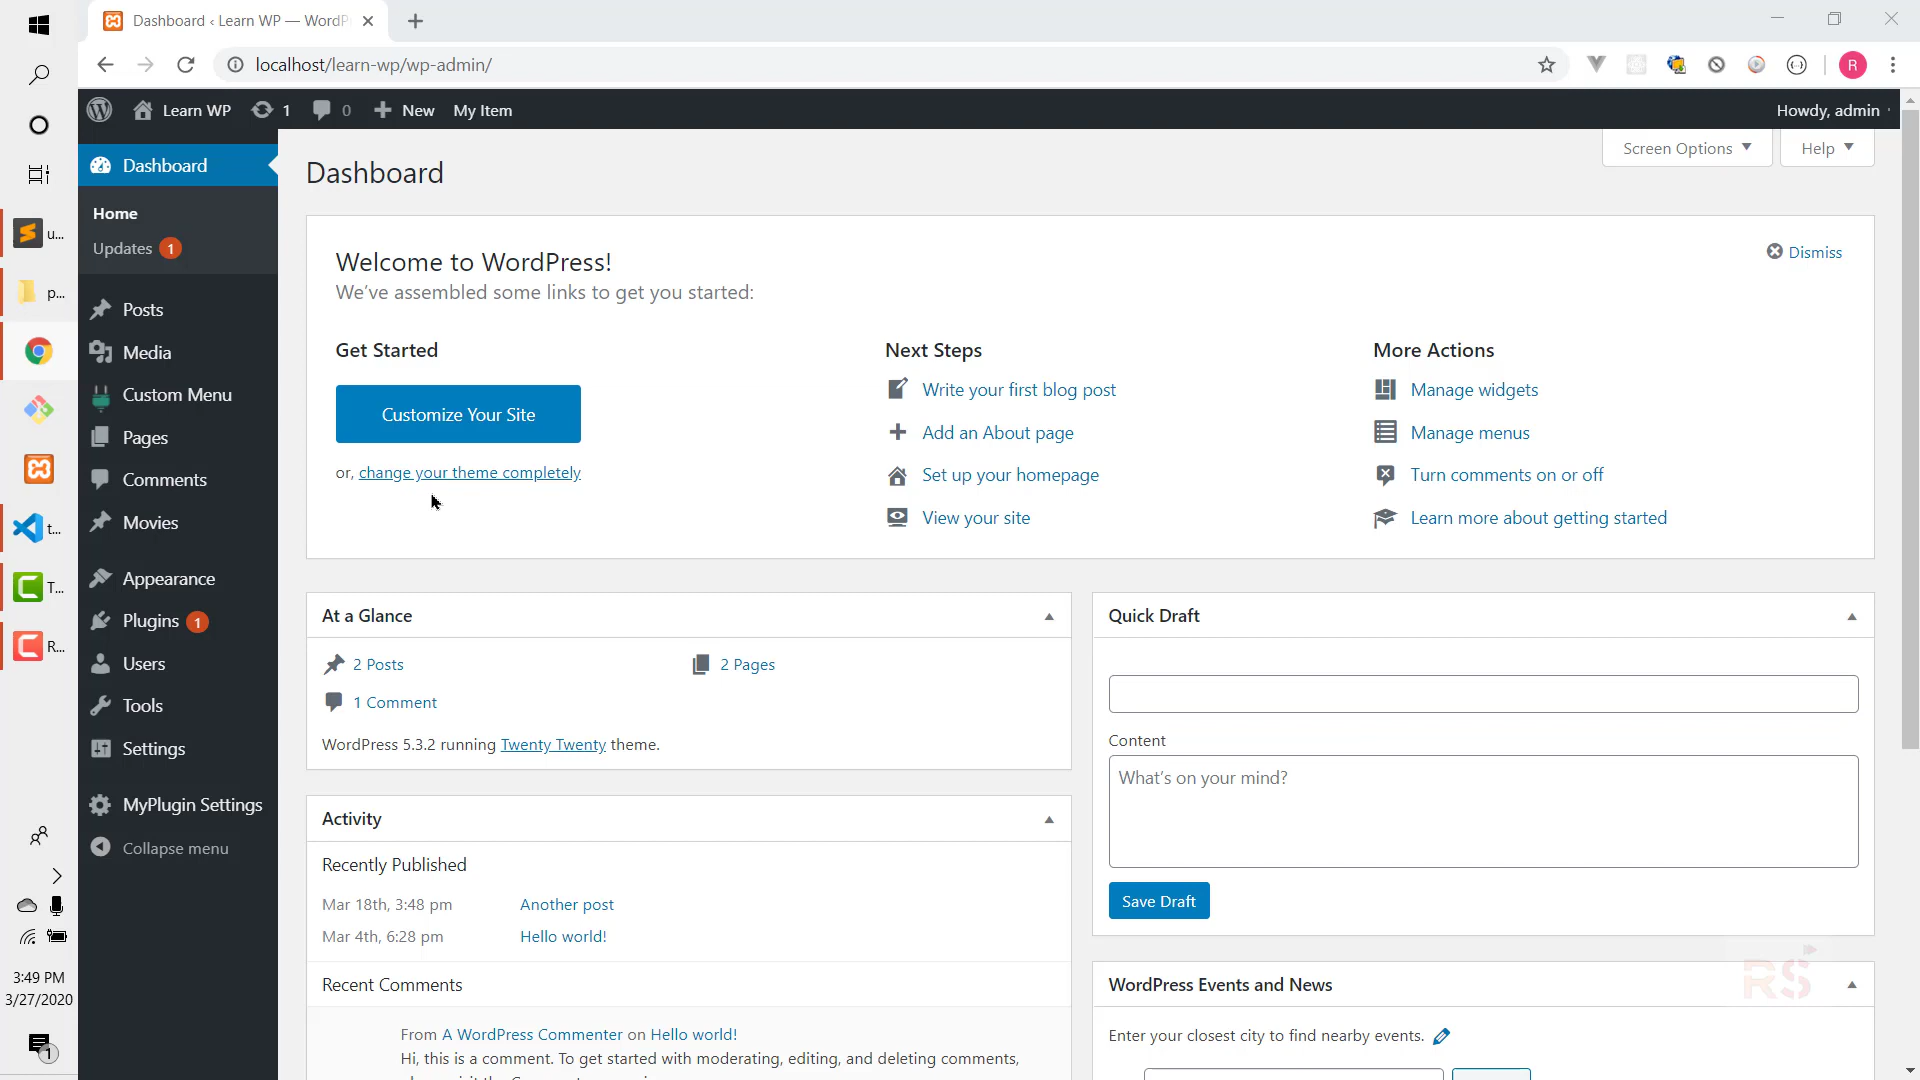 Dashboard ‹ Learn WP — WordP
localhost/learn-wp/wp-admin/
R
Learn WP 1 0 New My Item
Howdy, admin
Dashboard
Home
Updates 1
Posts
Media
Custom Menu
Pages
Comments
Movies
Appearance
Plugins 1
Users
Tools
Settings
MyPlugin Settings
Collapse menu
u...
p...
t...
T...
R...
3:49 PM
3/27/2020
1
Dashboard
Screen Options
Help
Welcome to WordPress!
Dismiss
We’ve assembled some links to get you started:
Get Started
Customize Your Site
or, change your theme completely
Next Steps
Write your first blog post
Add an About page
Set up your homepage
View your site
More Actions
Manage widgets
Manage menus
Turn comments on or off
Learn more about getting started
At a Glance
2 Posts
2 Pages
1 Comment
WordPress 5.3.2 running Twenty Twenty theme.
Activity
Recently Published
Mar 18th, 3:48 pm Another post
Mar 4th, 6:28 pm Hello world!
Recent Comments
From A WordPress Commenter on Hello world!
Hi, this is a comment. To get started with moderating, editing, and deleting comments,
Quick Draft
Content
What’s on your mind?
Save Draft
WordPress Events and News
Enter your closest city to find nearby events.
RS